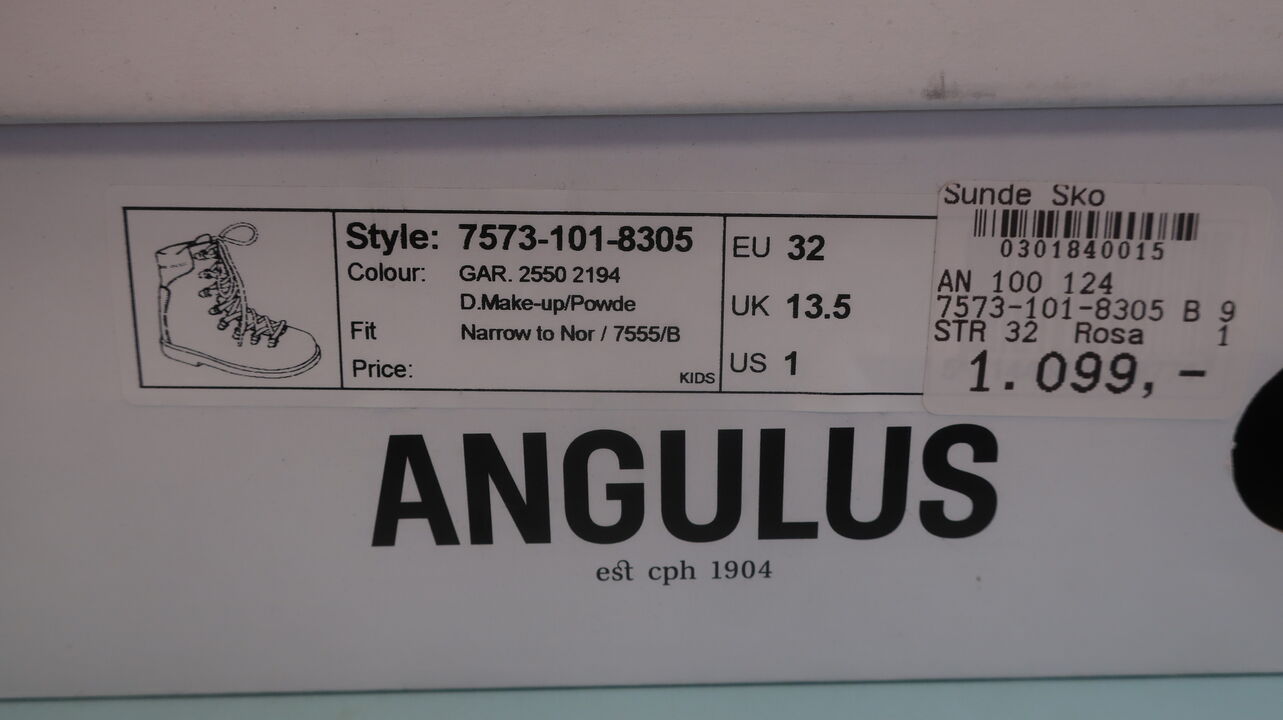 Style: 7573-101-8305
Colour: GAR. 2550 2194
D.Make-up/Powde
Fit Narrow to Nor / 7555/B
Price:
KIDS
EU 32
UK 13.5
US 1
Sunde Sko
0301840015
AN 100 124
7573-101-8305 B 9
STR 32 Rosa 1
1.099,-
ANGULUS
est cph 1904